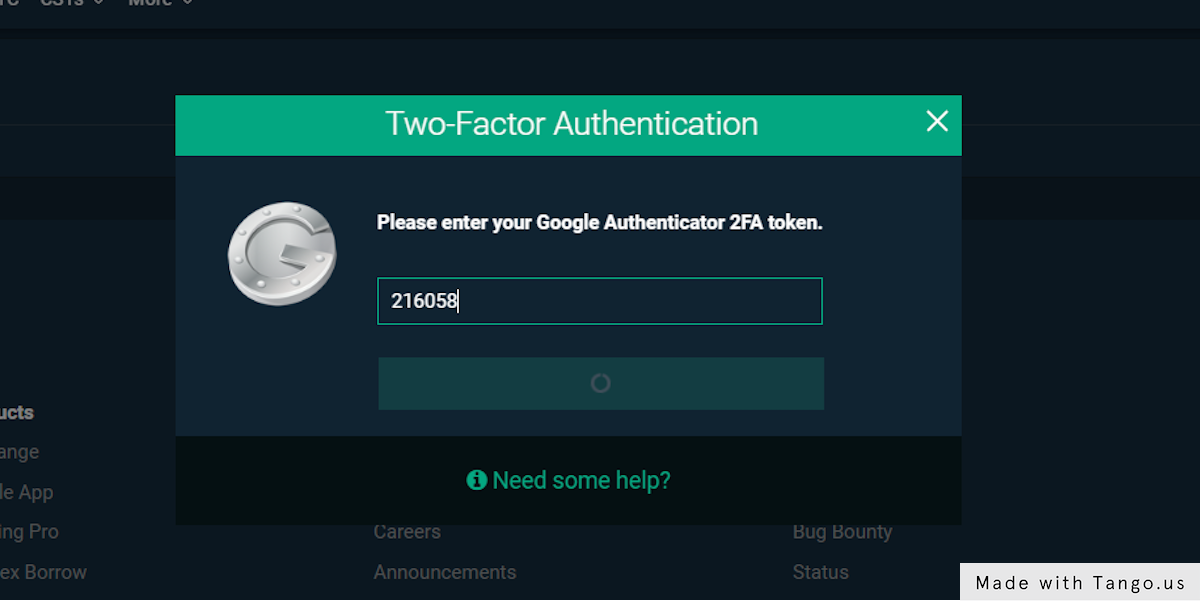 CSTs
More
Two-Factor Authentication
Please enter your Google Authenticator 2FA token.
216058
Need some help?
ucts
ange
le App
ing Pro
Careers
Bug Bounty
ex Borrow
Announcements
Status
Made with Tango.us